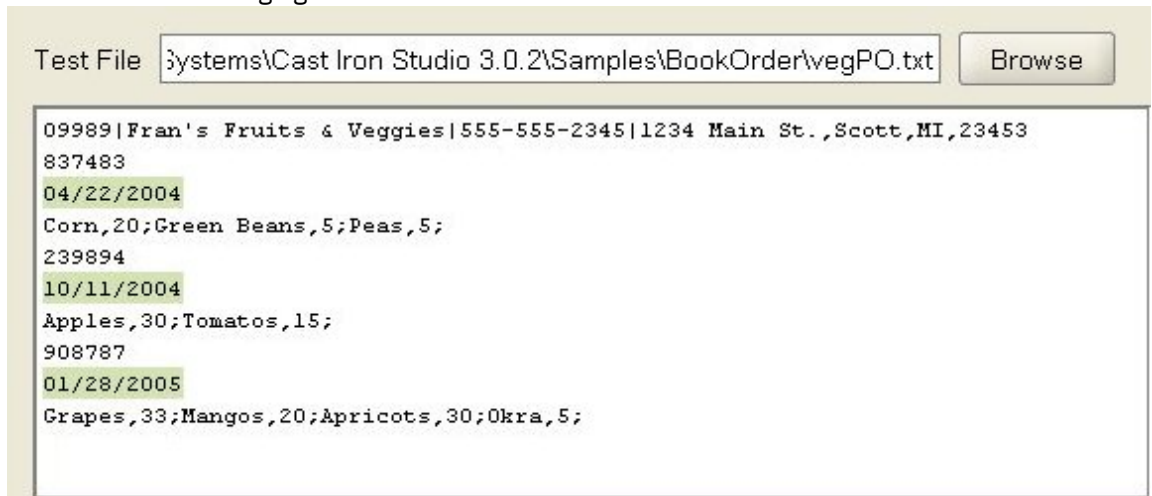 Test File Systems\Cast Iron Studio 3.0.2\Samples\BookOrder\vegPO.txt Browse
09989|Fran's Fruits & Veggies|555-555-2345|1234 Main St.,Scott,MI,23453
837483
04/22/2004
Corn,20;Green Beans,5;Peas,5;
239894
10/11/2004
Apples,30;Tomatos,15;
908787
01/28/2005
Grapes,33;Mangos,20;Apricots,30;Okra,5;